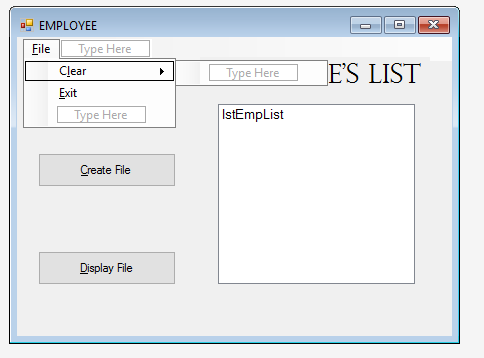 EMPLOYEE
File Type Here
Clear Type Here
Exit
Type Here
E'S LIST
lstEmpList
Create File
Display File